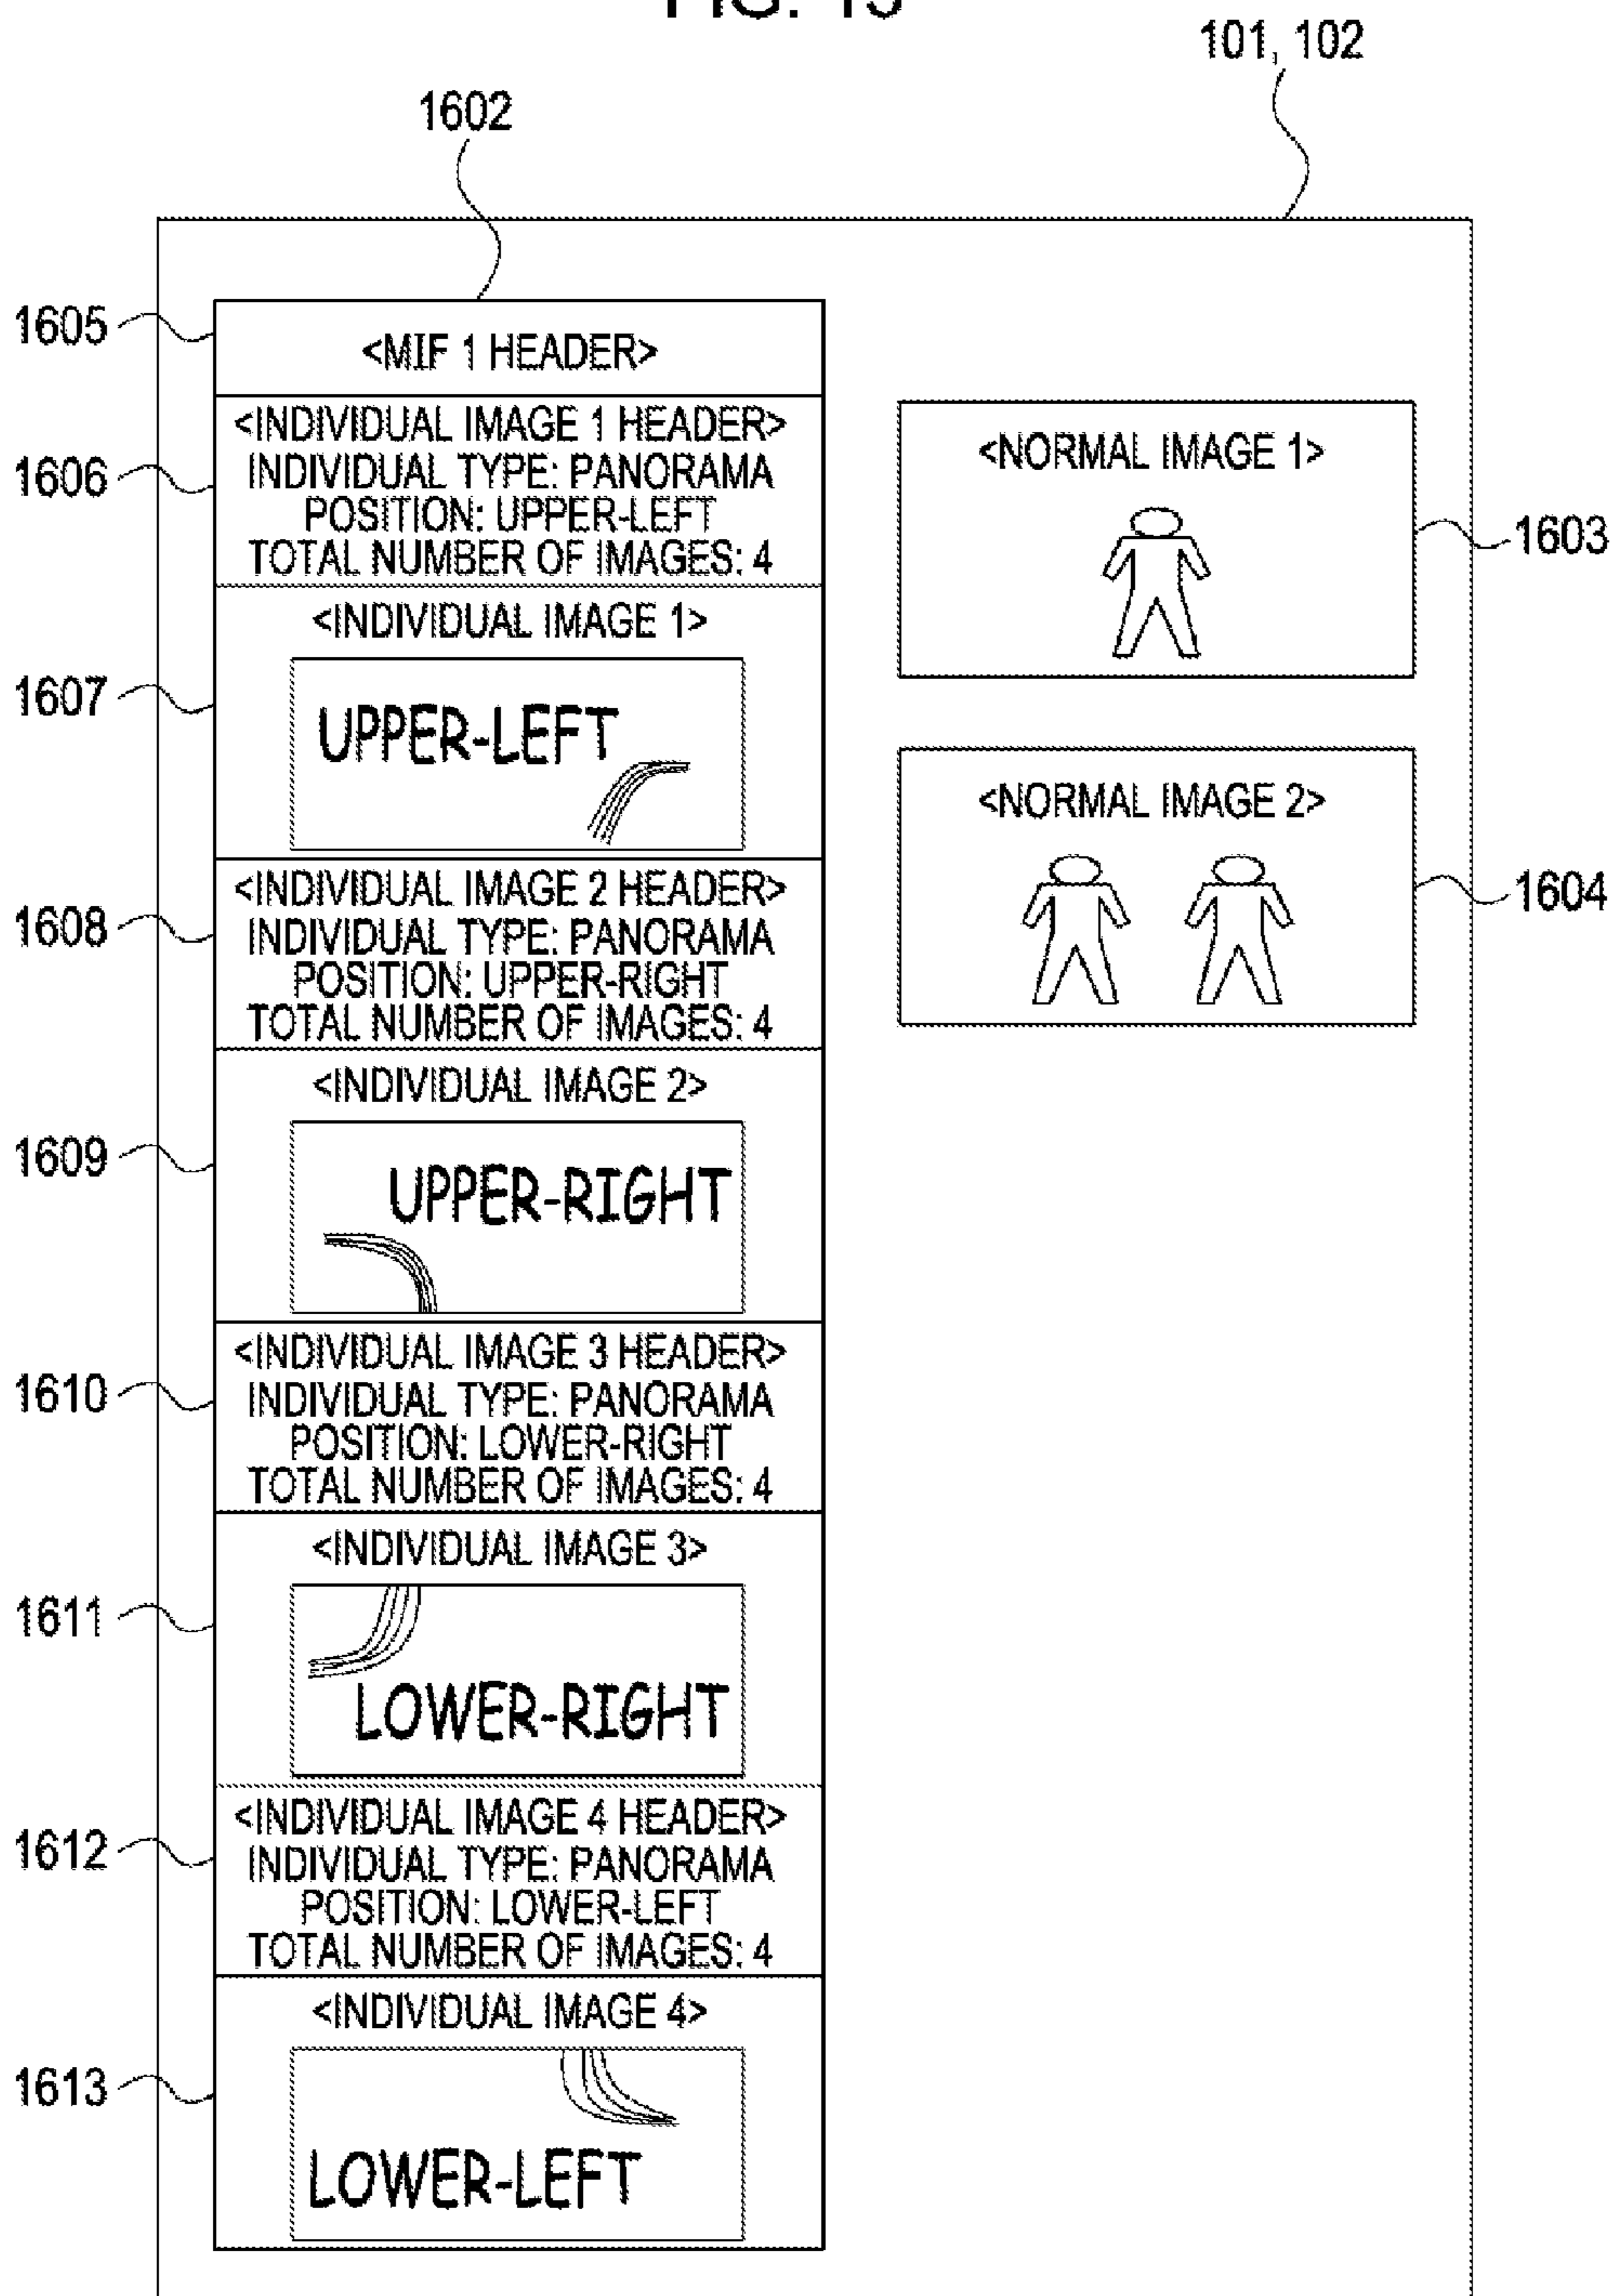 101, 102
1602
1605
<MIF 1 HEADER>
1606
<INDIVIDUAL IMAGE 1 HEADER>
INDIVIDUAL TYPE: PANORAMA
POSITION: UPPER-LEFT
TOTAL NUMBER OF IMAGES: 4
1607
<INDIVIDUAL IMAGE 1>
UPPER-LEFT
1608
<INDIVIDUAL IMAGE 2 HEADER>
INDIVIDUAL TYPE: PANORAMA
POSITION: UPPER-RIGHT
TOTAL NUMBER OF IMAGES: 4
1609
<INDIVIDUAL IMAGE 2>
UPPER-RIGHT
1610
<INDIVIDUAL IMAGE 3 HEADER>
INDIVIDUAL TYPE: PANORAMA
POSITION: LOWER-RIGHT
TOTAL NUMBER OF IMAGES: 4
1611
<INDIVIDUAL IMAGE 3>
LOWER-RIGHT
1612
<INDIVIDUAL IMAGE 4 HEADER>
INDIVIDUAL TYPE: PANORAMA
POSITION: LOWER-LEFT
TOTAL NUMBER OF IMAGES: 4
1613
<INDIVIDUAL IMAGE 4>
LOWER-LEFT
<NORMAL IMAGE 1>
1603
<NORMAL IMAGE 2>
1604